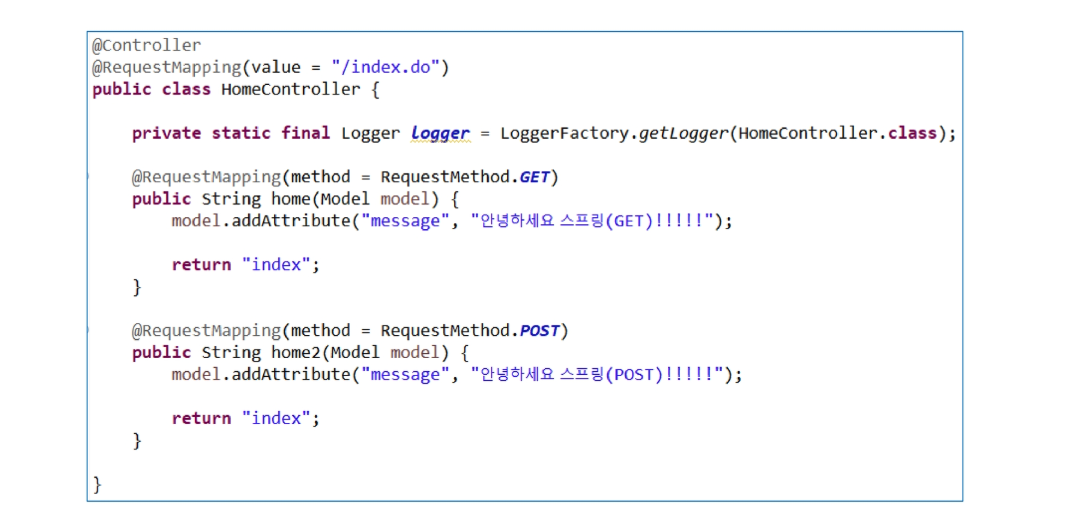 @Controller
@RequestMapping(value = "/index.do")
public class HomeController {
private static final Logger logger = LoggerFactory.getLogger(HomeController.class);
@RequestMapping(method = RequestMethod.GET)
public String home(Model model) {
model.addAttribute("message", "안녕하세요 스프링(GET)!!!!!");
return "index";
}
@RequestMapping(method = RequestMethod.POST)
public String home2(Model model) {
model.addAttribute("message", "안녕하세요 스프링(POST)!!!!!");
return "index";
}
}